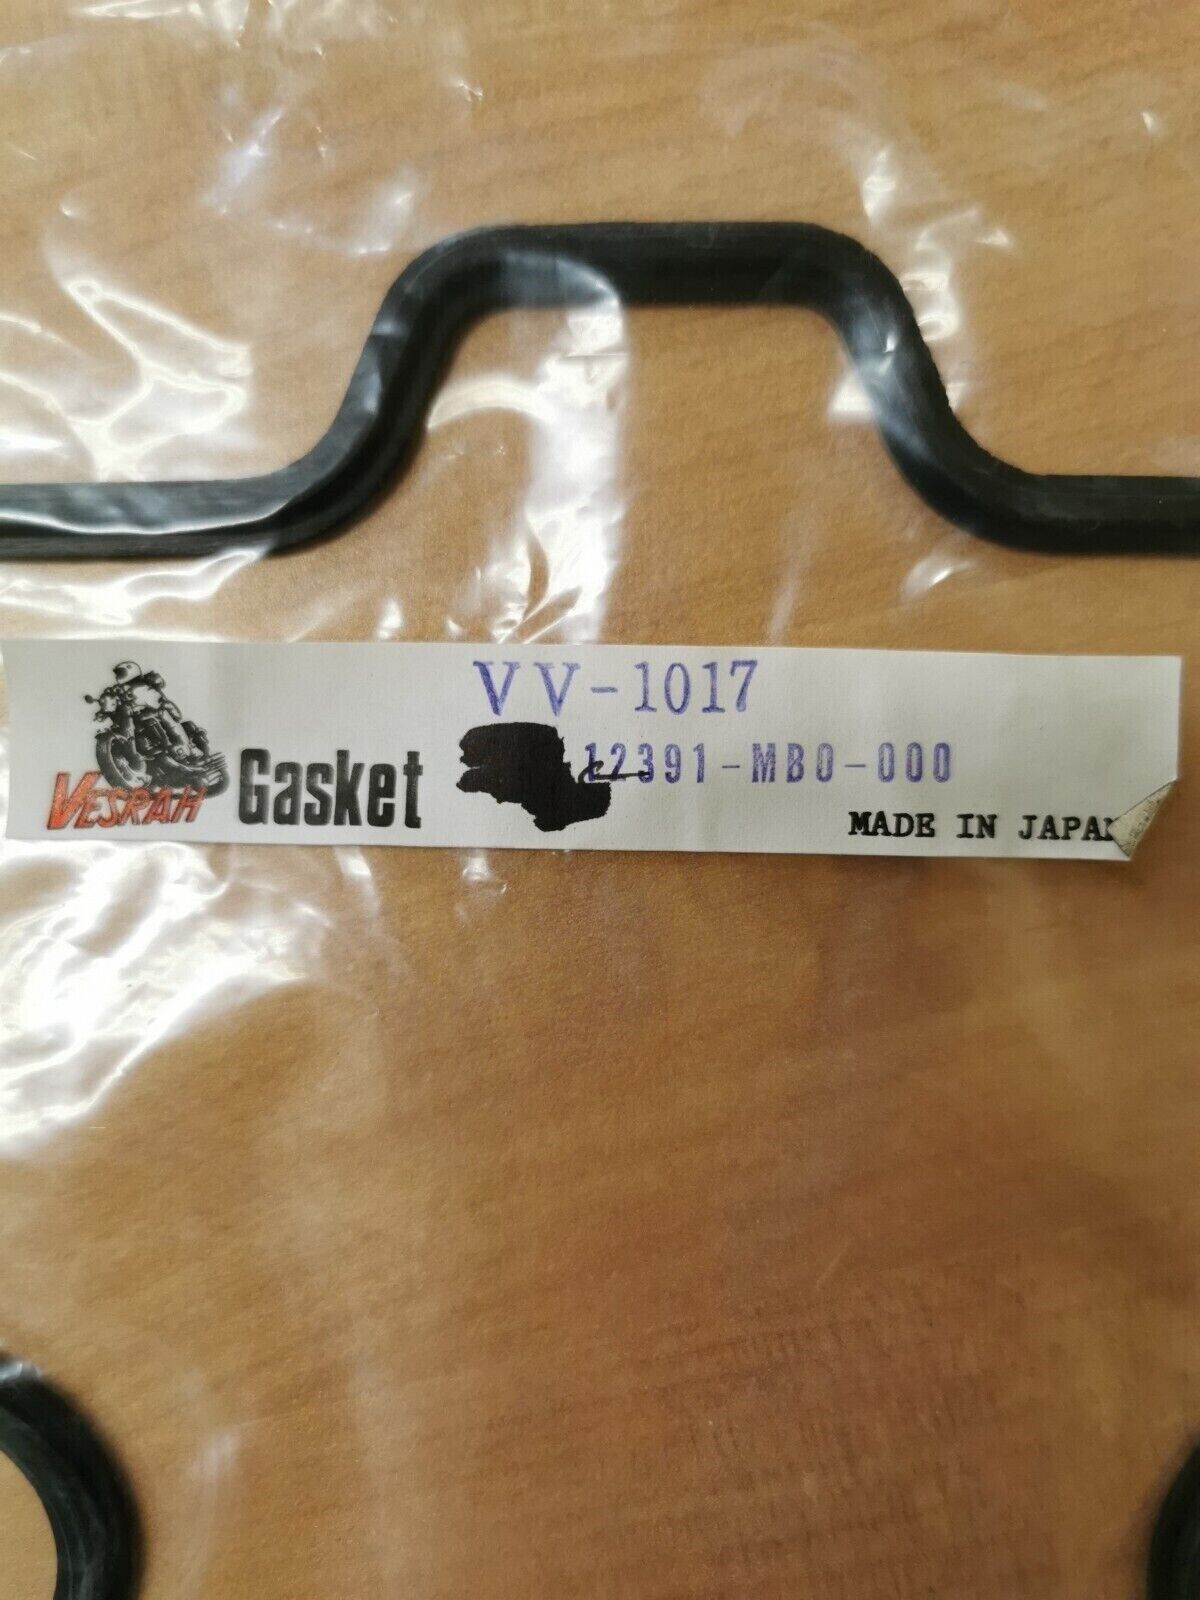 VV-1017
VESRAH Gasket 12391-MB0-000
MADE IN JAPAN